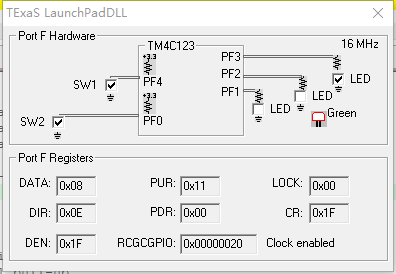 TExaS LaunchPadDLL
Port F Hardware
TM4C123
16 MHz
+3.3
PF3
PF2
PF1
SW1
PF4
+3.3
LED
LED
LED
Green
SW2
PF0
Port F Registers
DATA: 0x08 PUR: 0x11 LOCK: 0x00
DIR: 0x0E PDR: 0x00 CR: 0x1F
DEN: 0x1F RCGCGPIO: 0x00000020 Clock enabled